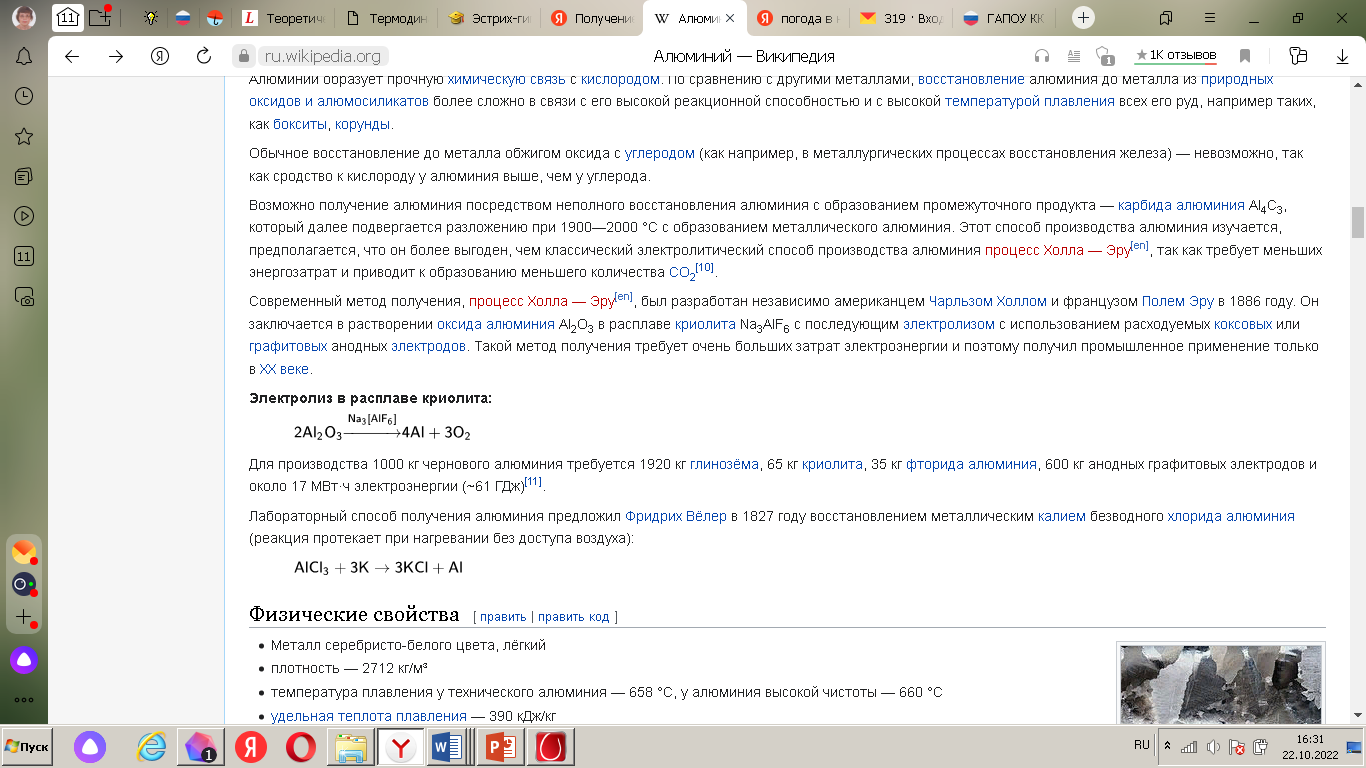 11
Теоретич
Термодин
Эстрих-ги
Получени
Алюми
погода в
319 · Вхо
ГАПОУ КК
ru.wikipedia.org
Алюминий — Википедия
1
1К отзывов
Алюминий образует прочную химическую связь с кислородом. По сравнению с другими металлами, восстановление алюминия до металла из природных
оксидов и алюмосиликатов более сложно в связи с его высокой реакционной способностью и с высокой температурой плавления всех его руд, например таких,
как бокситы, корунды.
Обычное восстановление до металла обжигом оксида с углеродом (как например, в металлургических процессах восстановления железа) — невозможно, так
как сродство к кислороду у алюминия выше, чем у углерода.
Возможно получение алюминия посредством неполного восстановления алюминия с образованием промежуточного продукта — карбида алюминия Al4C3,
который далее подвергается разложению при 1900—2000 °С с образованием металлического алюминия. Этот способ производства алюминия изучается,
предполагается, что он более выгоден, чем классический электролитический способ производства алюминия процесс Холла — Эру[en], так как требует меньших
энергозатрат и приводит к образованию меньшего количества CO2[10].
Современный метод получения, процесс Холла — Эру[en], был разработан независимо американцем Чарльзом Холлом и французом Полем Эру в 1886 году. Он
заключается в растворении оксида алюминия Al2O3 в расплаве криолита Na3AlF6 с последующим электролизом с использованием расходуемых коксовых или
графитовых анодных электродов. Такой метод получения требует очень больших затрат электроэнергии и поэтому получил промышленное применение только
в XX веке.
Электролиз в расплаве криолита:
Na3[AlF6]
2Al2O3 → 4Al + 3O2
Для производства 1000 кг чернового алюминия требуется 1920 кг глинозёма, 65 кг криолита, 35 кг фторида алюминия, 600 кг анодных графитовых электродов и
около 17 МВт·ч электроэнергии (~61 ГДж)[11].
Лабораторный способ получения алюминия предложил Фридрих Вёлер в 1827 году восстановлением металлическим калием безводного хлорида алюминия
(реакция протекает при нагревании без доступа воздуха):
AlCl3 + 3K → 3KCl + Al
Физические свойства [ править | править код ]
Металл серебристо-белого цвета, лёгкий
плотность — 2712 кг/м³
температура плавления у технического алюминия — 658 °C, у алюминия высокой чистоты — 660 °C
удельная теплота плавления — 390 кДж/кг
11
Пуск
1
RU
16:31
22.10.2022